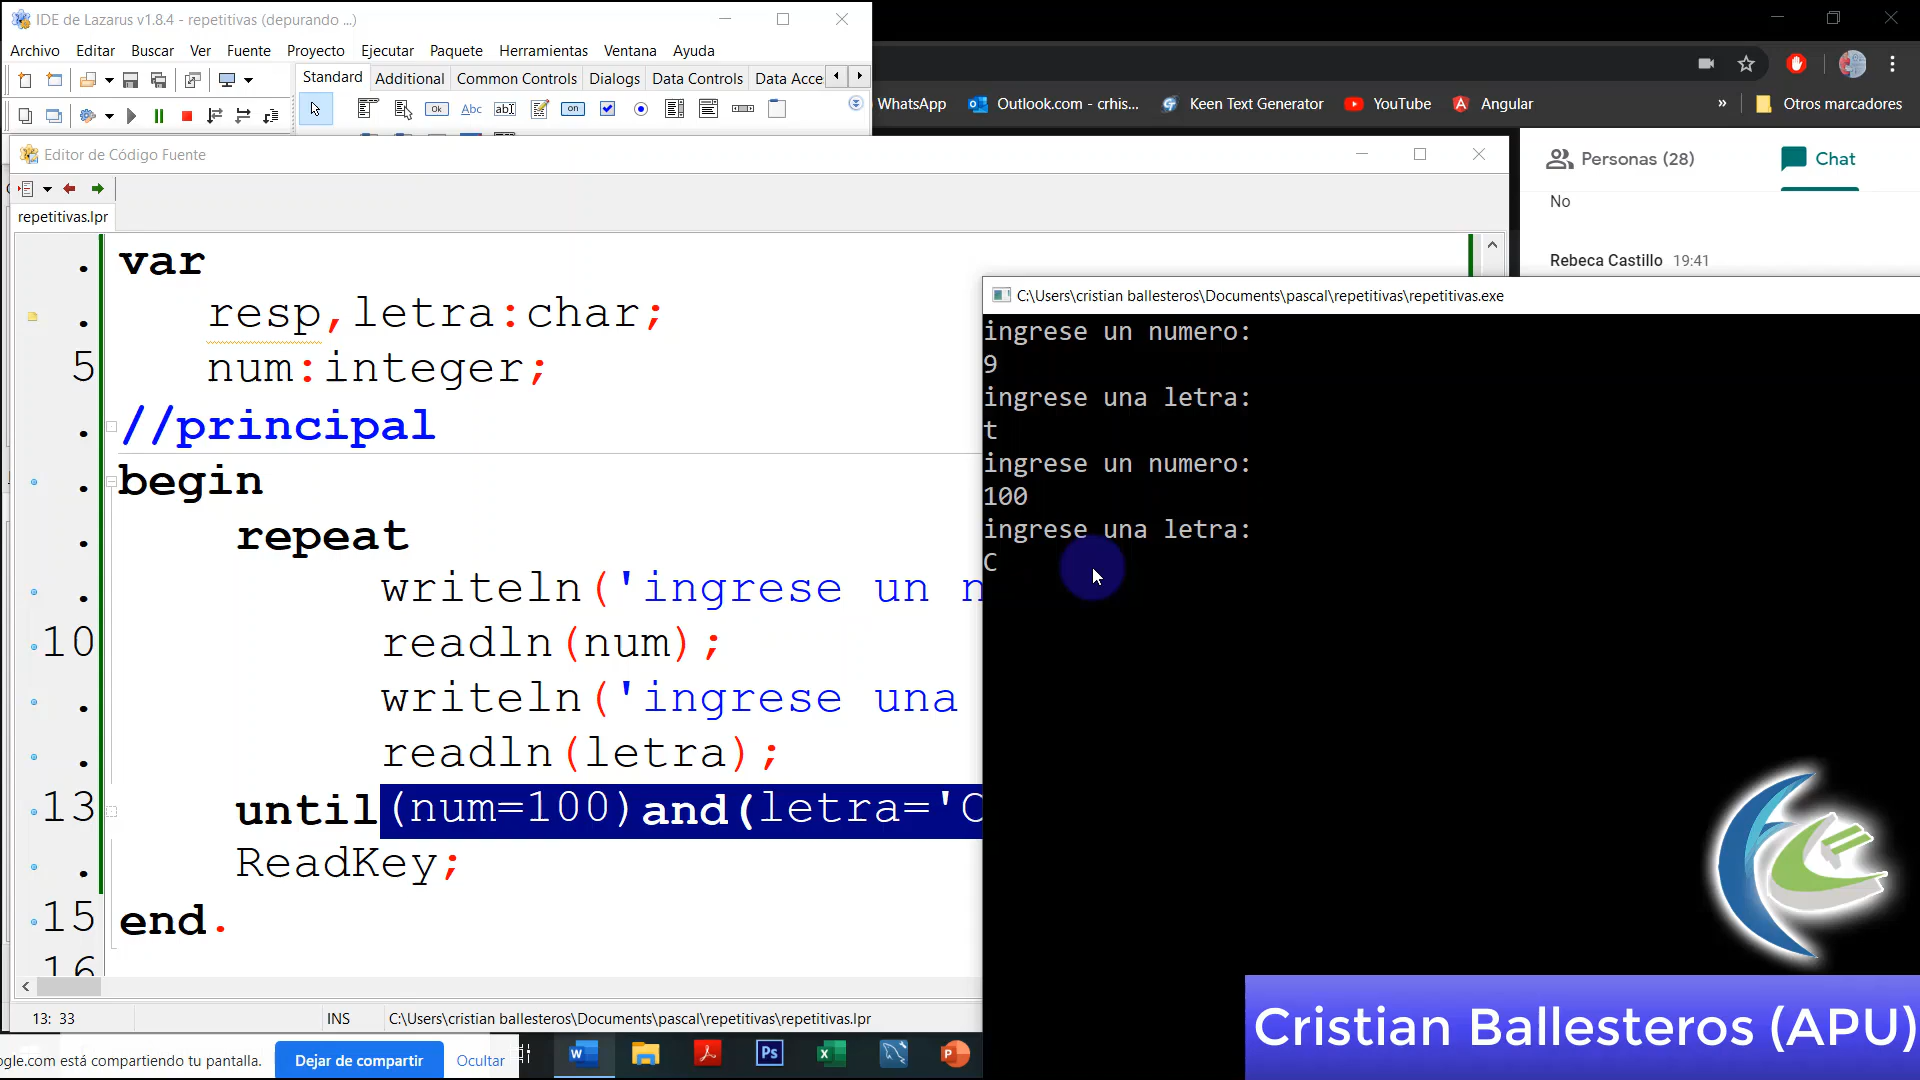 IDE de Lazarus v1.8.4 - repetitivas (depurando ...)
Archivo Editar Buscar Ver Fuente Proyecto Ejecutar Paquete Herramientas Ventana Ayuda
Standard Additional Common Controls Dialogs Data Controls Data Acce
Ok Abc abI on
WhatsApp Outlook.com - crhis... Keen Text Generator YouTube Angular » Otros marcadores
Editor de Código Fuente
Personas (28) Chat
No
Rebeca Castillo 19:41
repetitivas.lpr
. var
. resp,letra:char;
5 num:integer;
. //principal
. begin
. repeat
. writeln('ingrese un n
10 readln(num);
. writeln('ingrese una
. readln(letra);
13 until(num=100)and(letra='C
. ReadKey;
15 end.
16
C:\Users\cristian ballesteros\Documents\pascal\repetitivas\repetitivas.exe
ingrese un numero:
9
ingrese una letra:
t
ingrese un numero:
100
ingrese una letra:
C
13: 33 INS C:\Users\cristian ballesteros\Documents\pascal\repetitivas\repetitivas.lpr
ogle.com está compartiendo tu pantalla. Dejar de compartir Ocultar
Cristian Ballesteros (APU)